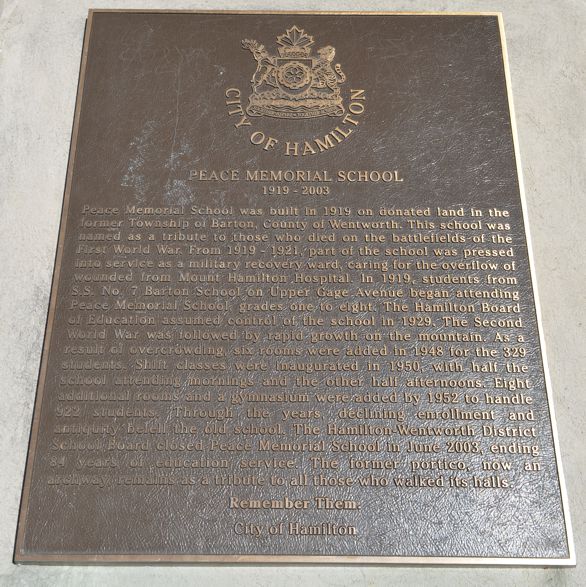 CITY OF HAMILTON
PEACE MEMORIAL SCHOOL
1919 - 2003
Peace Memorial School was built in 1919 on donated land in the
former Township of Barton, County of Wentworth. This school was
named as a tribute to those who died on the battlefields of the
First World War. From 1919 - 1921, part of the school was pressed
into service as a military recovery ward, caring for the overflow of
wounded from Mount Hamilton Hospital. In 1919, students from
S.S. No. 7 Barton School on Upper Gage Avenue began attending
Peace Memorial School, grades one to eight. The Hamilton Board
of Education assumed control of the school in 1929. The Second
World War was followed by rapid growth on the mountain. As a
result of overcrowding, six rooms were added in 1948 for the 329
students. Shift classes were inaugurated in 1950, with half the
school attending mornings and the other half afternoons. Eight
additional rooms and a gymnasium were added by 1952 to handle
922 students. Through the years, declining enrollment and
antiquity befell the old school. The Hamilton-Wentworth District
School Board closed Peace Memorial School in June 2003, ending
84 years of education service. The former portico, now an
archway, remains as a tribute to all those who walked its halls.
Remember Them.
City of Hamilton